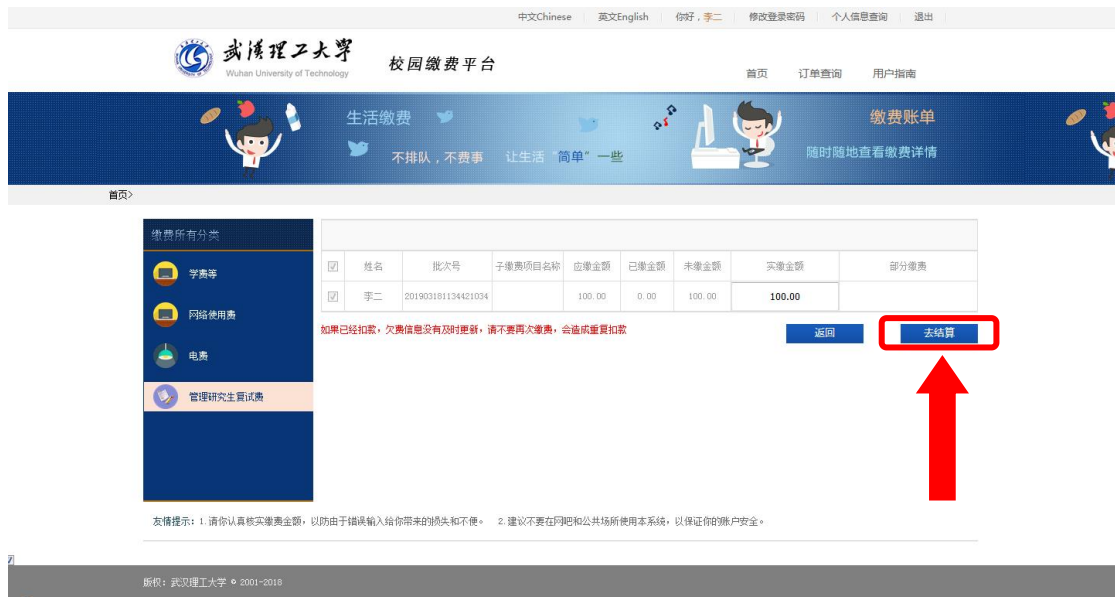 中文Chinese 英文English 你好，李二 修改登录密码 个人信息查询 退出
武汉理工大学
Wuhan University of Technology
校园缴费平台
首页 订单查询 用户指南
生活缴费
不排队，不费事 让生活“简单”一些
缴费账单
随时随地查看缴费详情
首页>
缴费所有分类
学费等
网络使用费
电费
管理研究生复试费
姓名 批次号 子缴费项目名称 应缴金额 已缴金额 未缴金额 实缴金额 部分缴费
李二 201903181134421034 100.00 0.00 100.00 100.00
如果已经扣款，欠费信息没有及时更新，请不要再次缴费，会造成重复扣款
返回 去结算
友情提示：1.请你认真核实缴费金额，以防由于错误输入给你带来的损失和不便。 2.建议不要在网吧和公共场所使用本系统，以保证你的账户安全。
版权：武汉理工大学 © 2001-2018